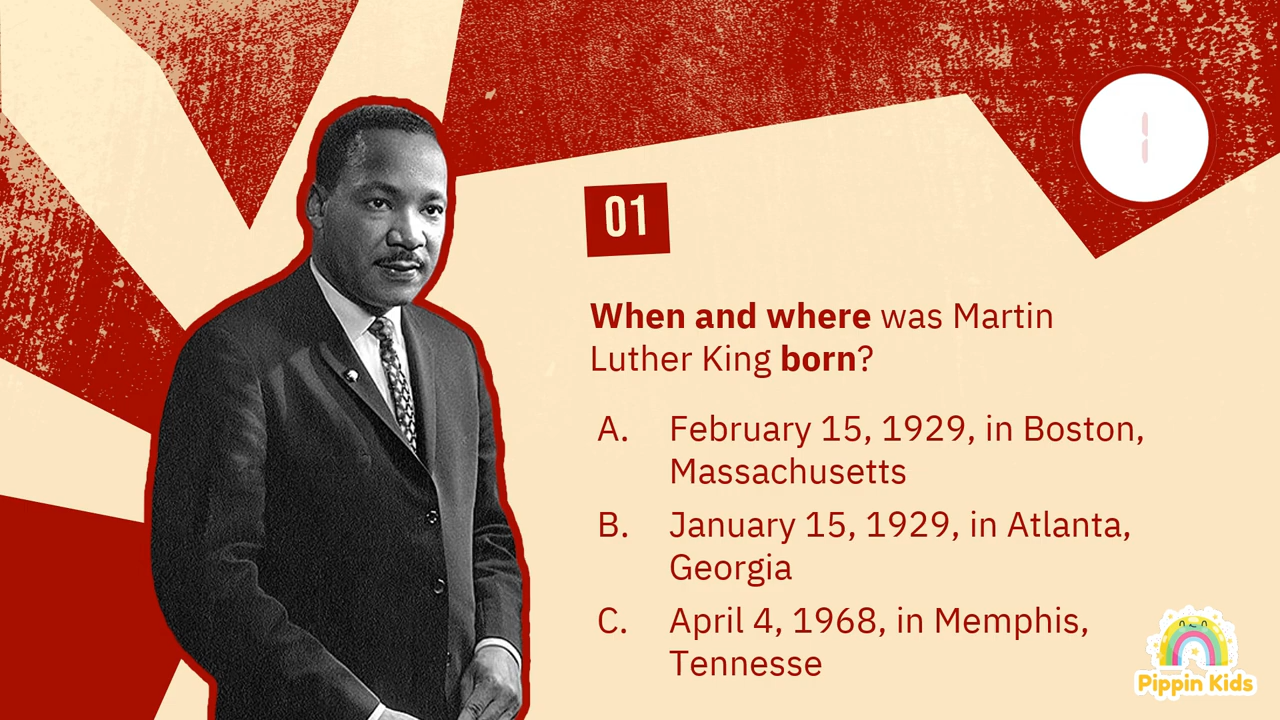 01
When and where was Martin
Luther King born?
A. February 15, 1929, in Boston,
Massachusetts
B. January 15, 1929, in Atlanta,
Georgia
C. April 4, 1968, in Memphis,
Tennesse
Pippin Kids